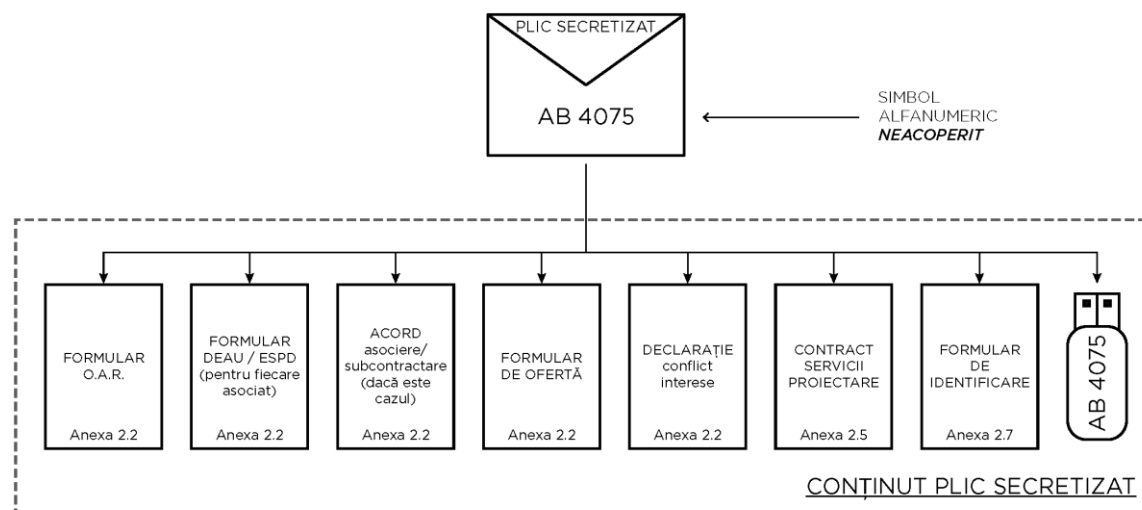 PLIC SECRETIZAT
AB 4075
SIMBOL
ALFANUMERIC
NEACOPERIT
FORMULAR
O.A.R.
Anexa 2.2
FORMULAR
DEAU / ESPD
(pentru fiecare
asociat)
Anexa 2.2
ACORD
asociere/
subcontractare
(dacă este
cazul)
Anexa 2.2
FORMULAR
DE OFERTĂ
Anexa 2.2
DECLARAȚIE
conflict
interese
Anexa 2.2
CONTRACT
SERVICII
PROIECTARE
Anexa 2.5
FORMULAR
DE
IDENTIFICARE
Anexa 2.7
AB 4075
CONȚINUT PLIC SECRETIZAT